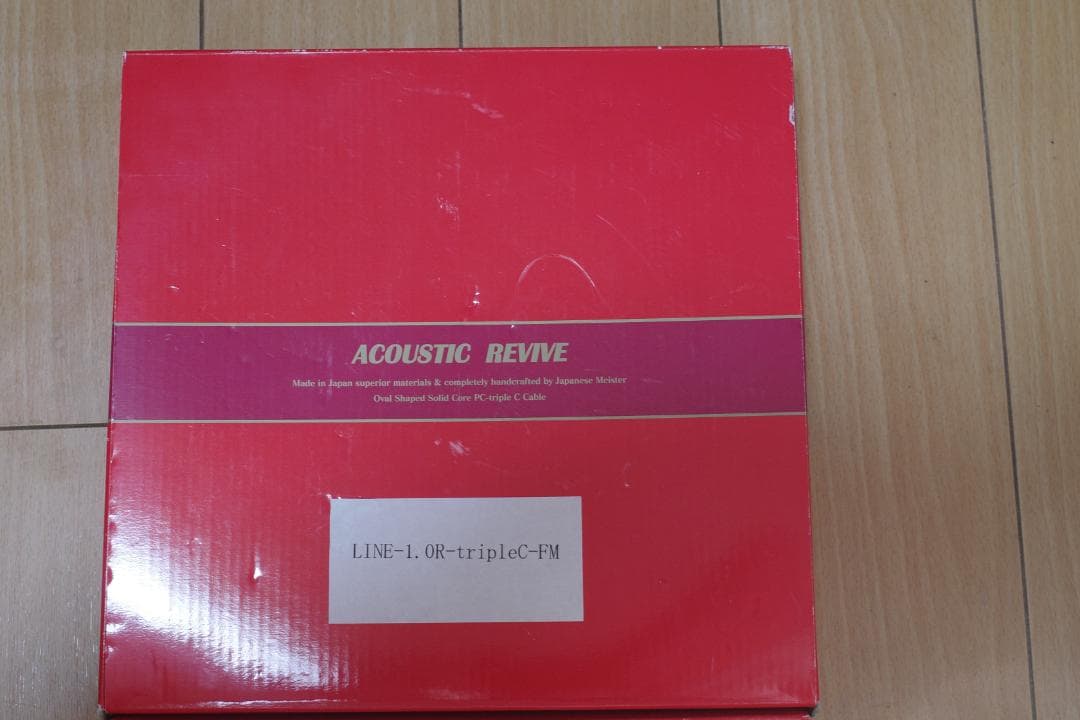 ACOUSTIC REVIVE
Made in Japan superior materials & completely handcrafted by Japanese Meister
Oval Shaped Solid Core PC-triple C Cable
LINE-1.0R-tripleC-FM